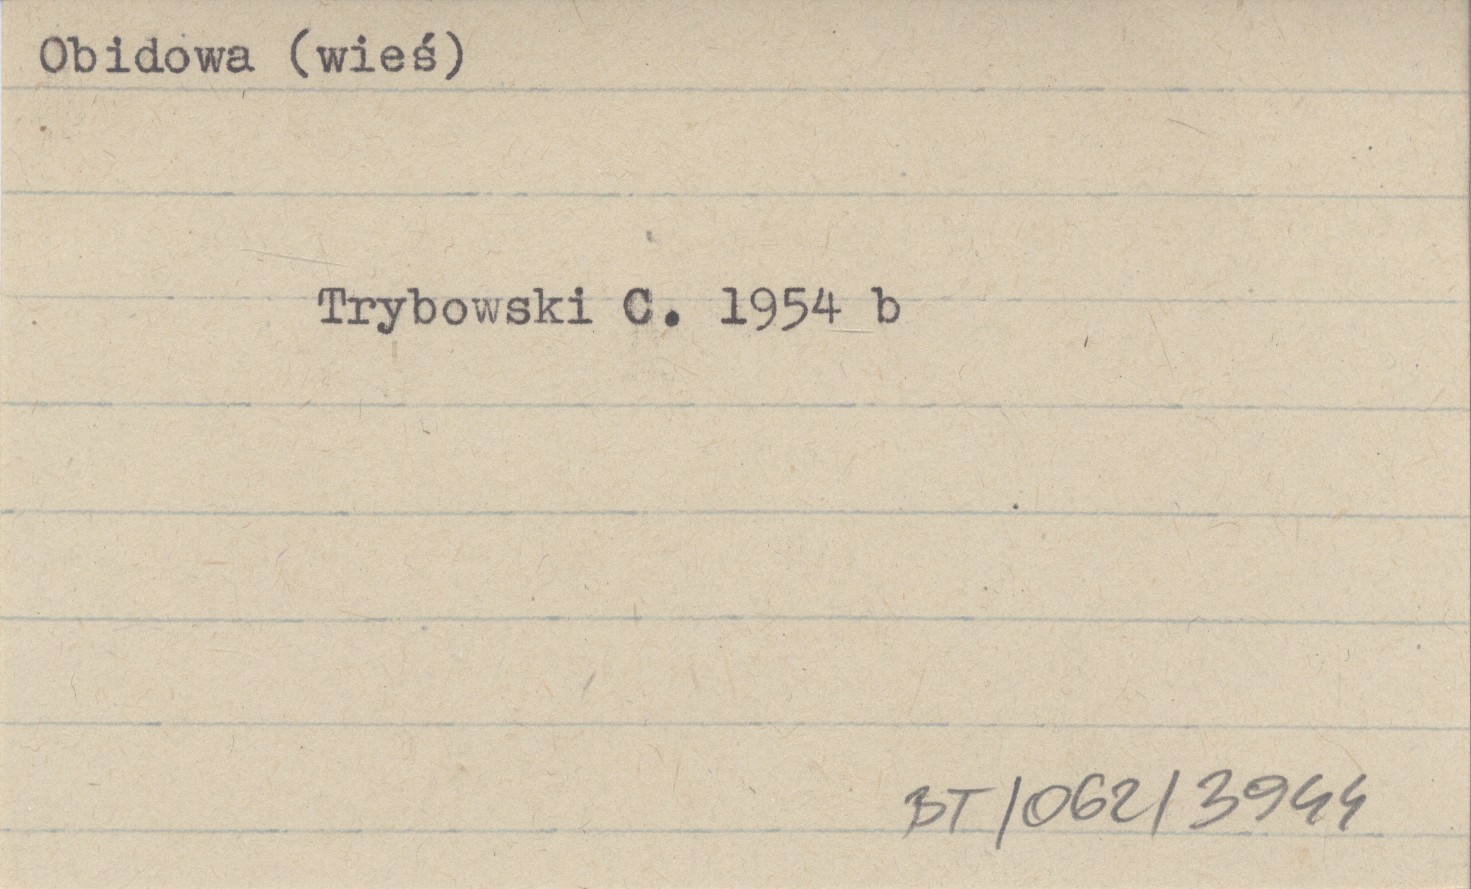 Obidowa (wieś)
Trybowski C. 1954 b
BT/062/3944